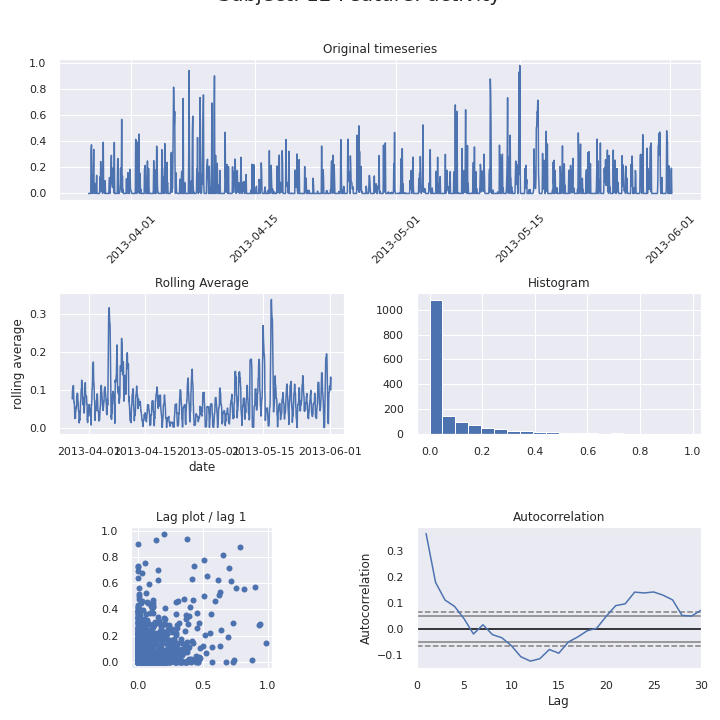 Original timeseries
1.0
0.8
0.6
0.4
0.2
0.0
2013-04-01
2013-04-15
2013-05-01
2013-05-15
2013-06-01
Rolling Average
rolling average
0.3
0.2
0.1
0.0
2013-04-01 2013-04-15 2013-05-01 2013-05-15 2013-06-01
date
Histogram
1000
800
600
400
200
0
0.0 0.2 0.4 0.6 0.8 1.0
Lag plot / lag 1
1.0
0.8
0.6
0.4
0.2
0.0
0.0 0.5 1.0
Autocorrelation
Autocorrelation
0.3
0.2
0.1
0.0
−0.1
0 5 10 15 20 25 30
Lag